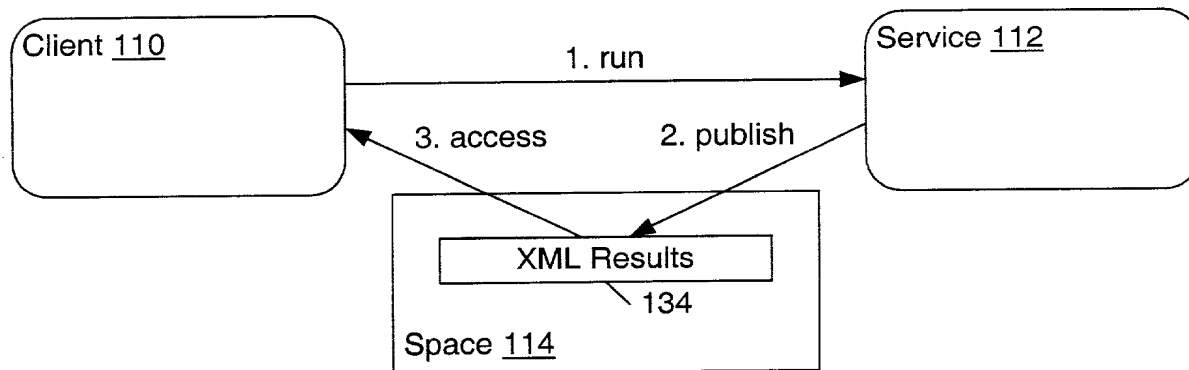 Client 110
Service 112
1. run
3. access
2. publish
XML Results
134
Space 114